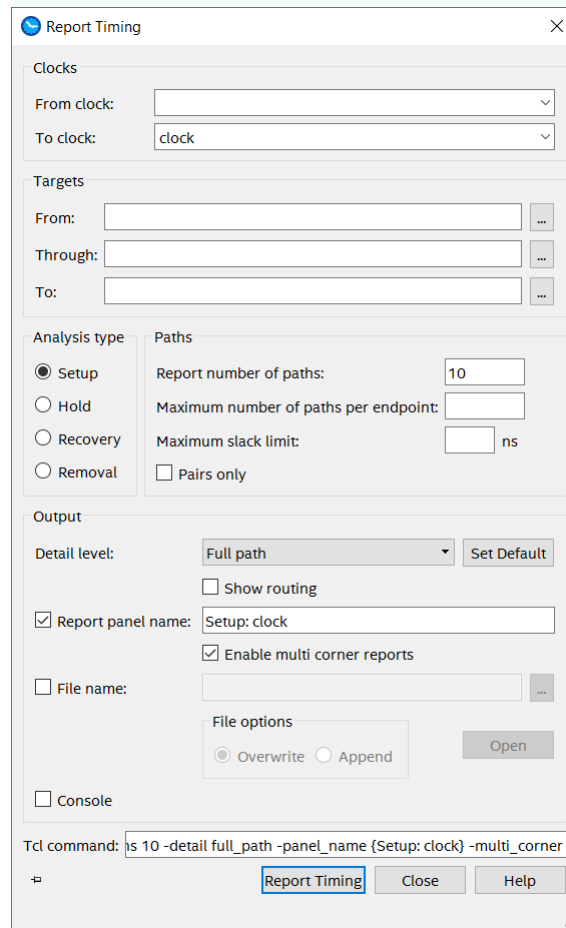 Report Timing
Clocks
From clock:
To clock: clock
Targets
From: ...
Through: ...
To: ...
Analysis type Paths
Setup Report number of paths: 10
Hold Maximum number of paths per endpoint:
Recovery Maximum slack limit: ns
Removal Pairs only
Output
Detail level: Full path Set Default
Show routing
Report panel name: Setup: clock
Enable multi corner reports
File name: ...
File options
Overwrite Append Open
Console
Tcl command: 10 -detail full_path -panel_name {Setup: clock} -multi_corner
Report Timing Close Help